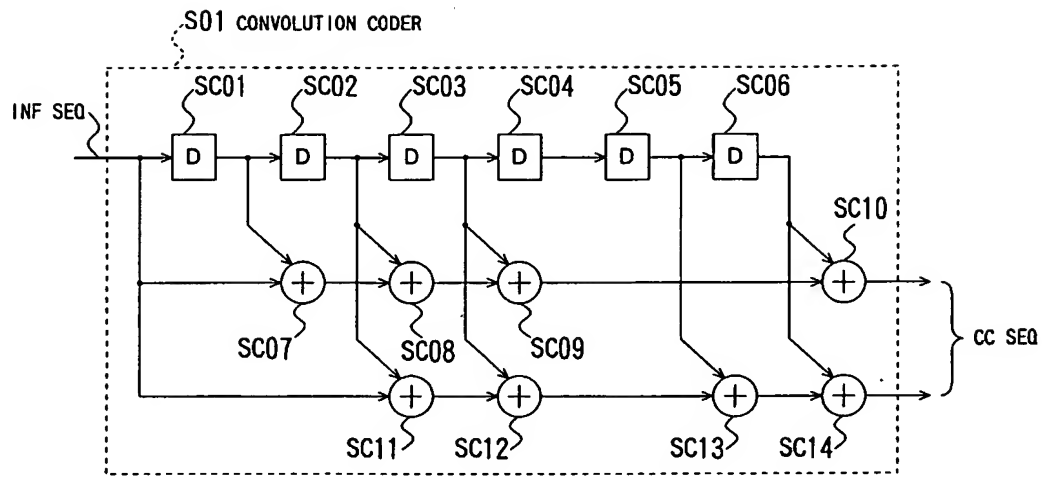 S01 CONVOLUTION CODER
SC01 SC02 SC03 SC04 SC05 SC06
INF SEQ
D D D D D D
SC10
+ + + +
SC07 SC08 SC09
CC SEQ
+ + + +
SC11 SC12 SC13 SC14